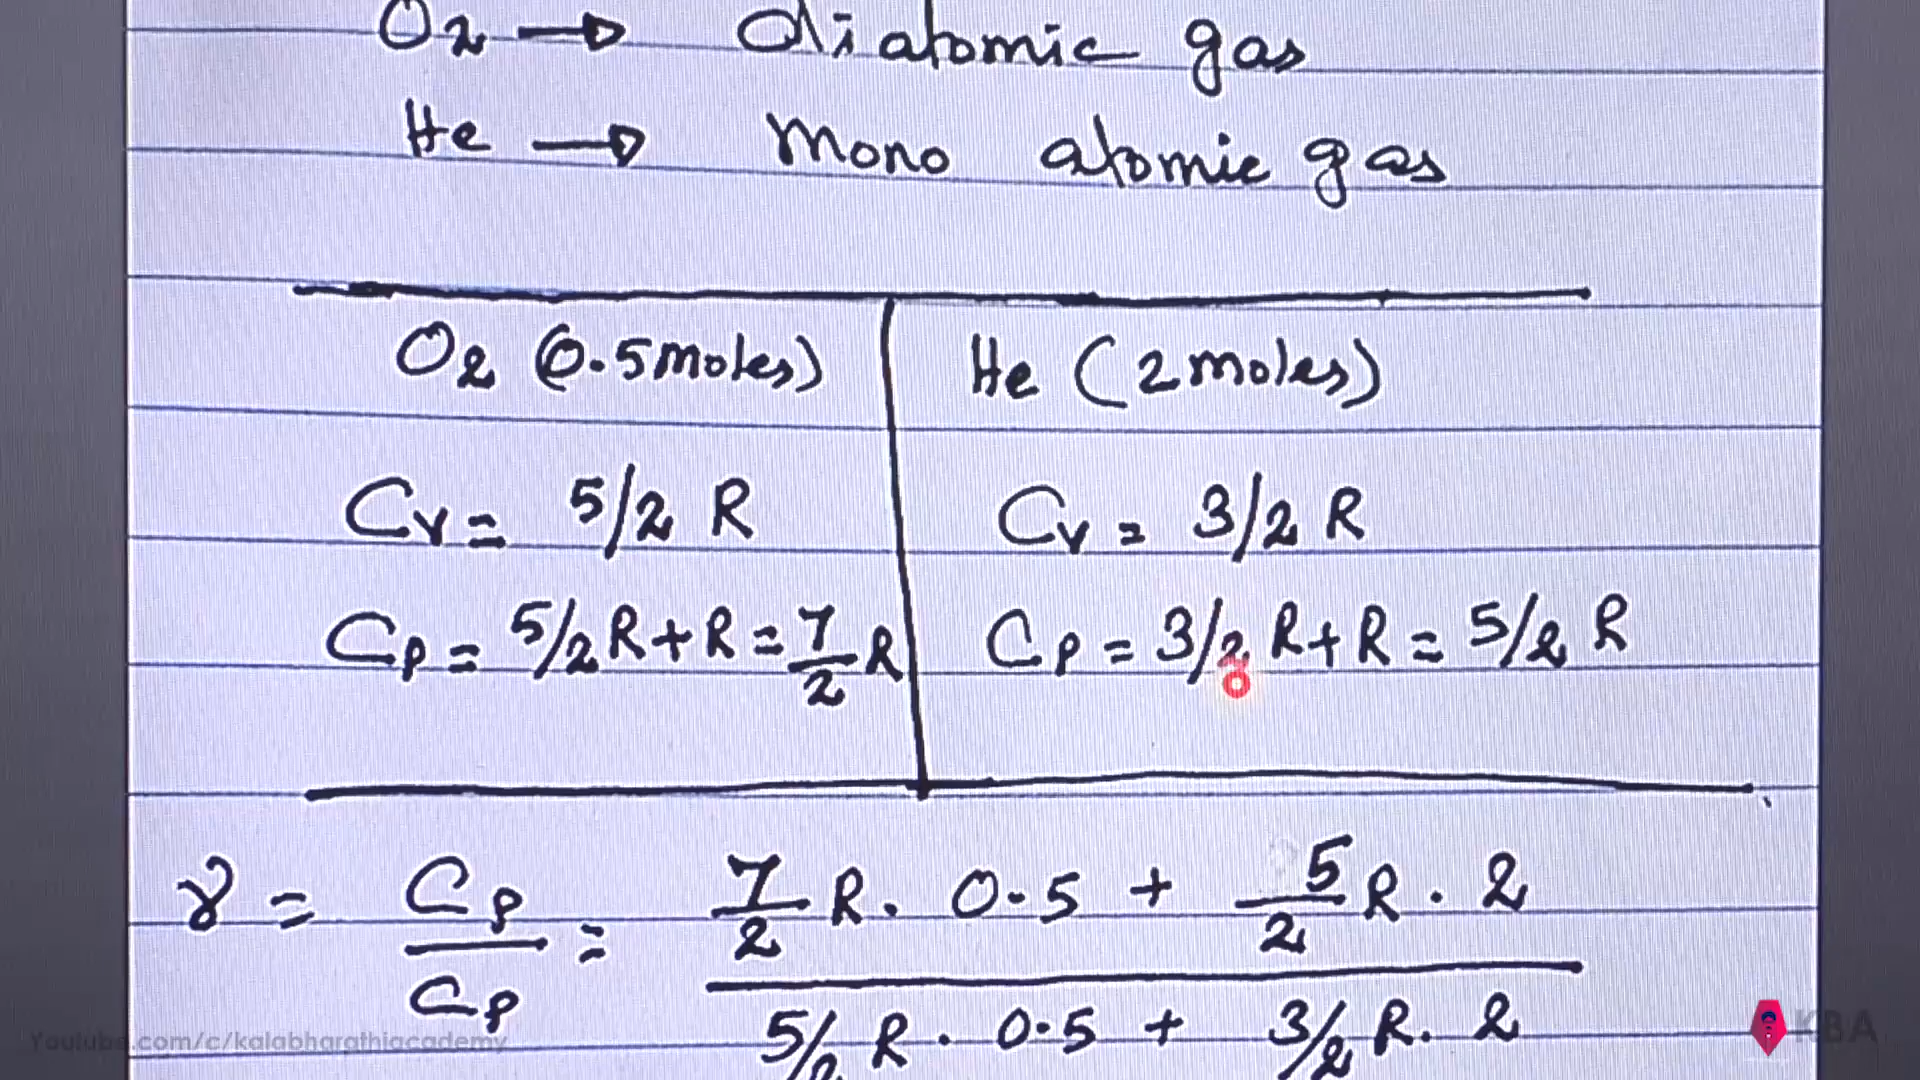 O2 → diatomic gas
He → Mono atomic gas
O2 (0.5moles)
He (2moles)
Cv = 5/2 R
Cv = 3/2 R
Cp = 5/2 R+R = 7/2 R
Cp = 3/2 R+R = 5/2 R
γ = Cp/Cp = (7/2 R. 0.5 + 5/2 R. 2)/(5/2 R. 0.5 + 3/2 R. 2)
Youtube.com/c/kalabharathiacademy
KBA